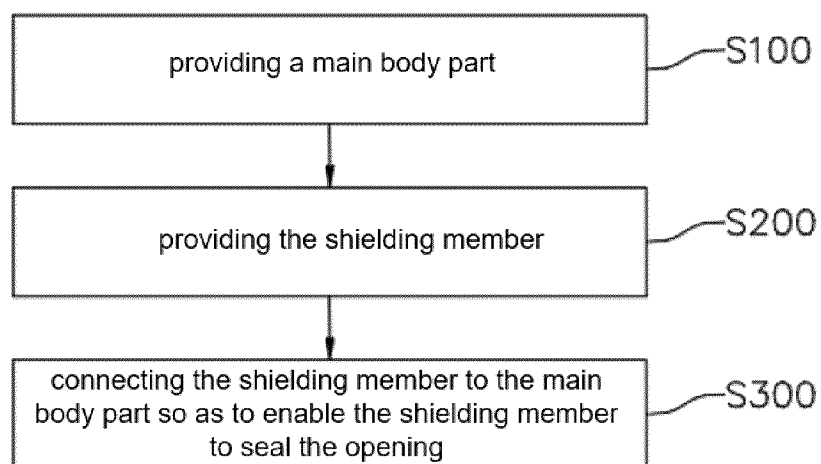 providing a main body part
S100
providing the shielding member
S200
connecting the shielding member to the main
body part so as to enable the shielding member
to seal the opening
S300